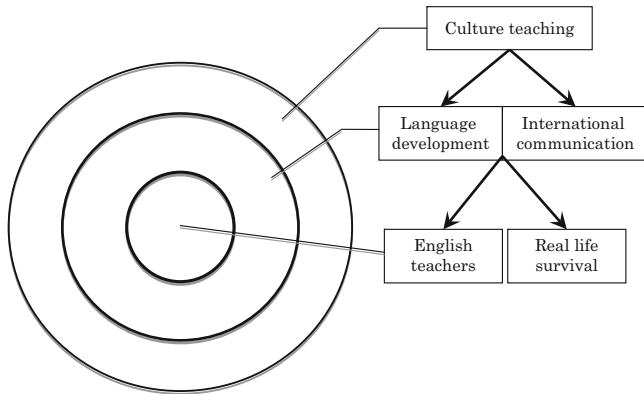 Culture teaching
Language
development
International
communication
English
teachers
Real life
survival